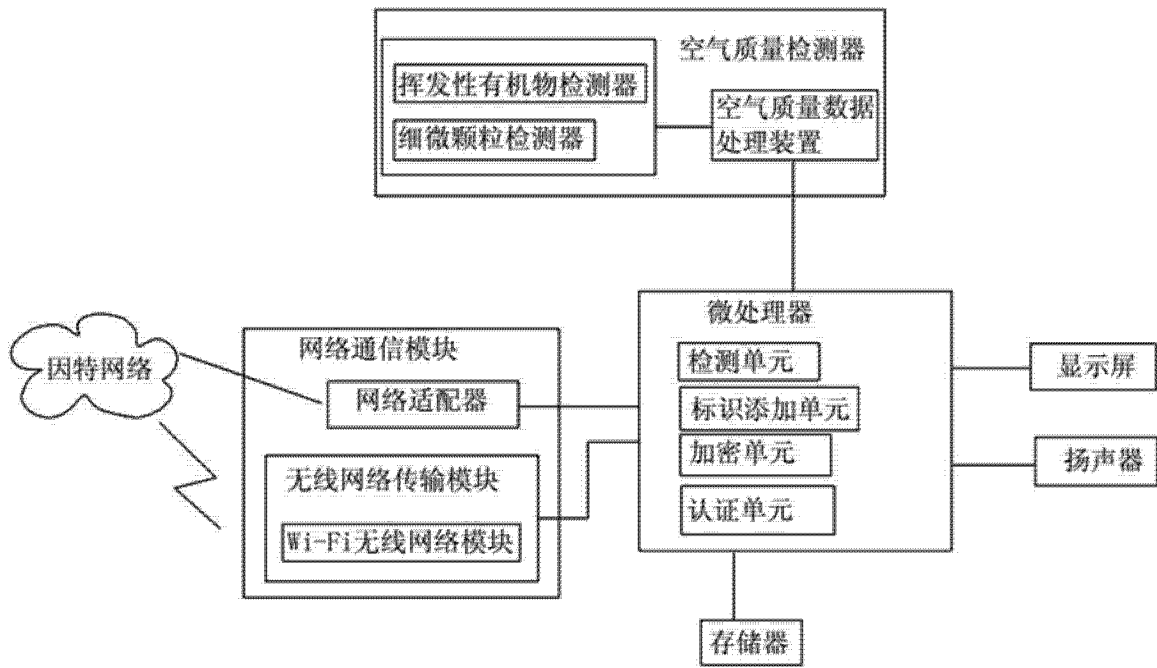 空气质量检测器
挥发性有机物检测器
细微颗粒检测器
空气质量数据
处理装置
微处理器
检测单元
标识添加单元
加密单元
认证单元
因特网络
网络通信模块
网络适配器
无线网络传输模块
Wi-Fi无线网络模块
显示屏
扬声器
存储器